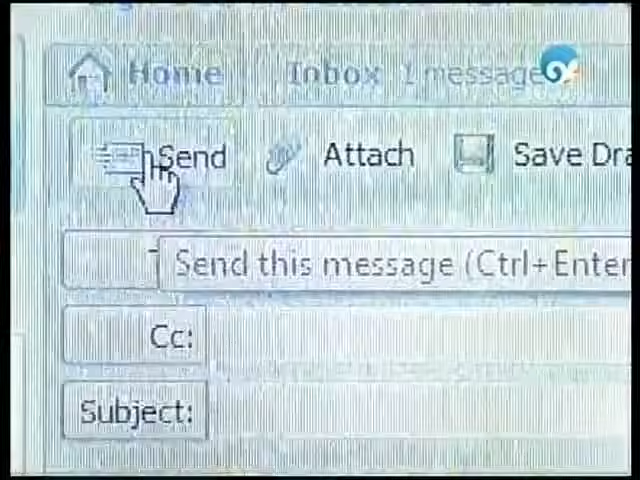 Home Inbox 1 message
Send Attach Save Dra
Send this message (Ctrl+Enter
Cc:
Subject: